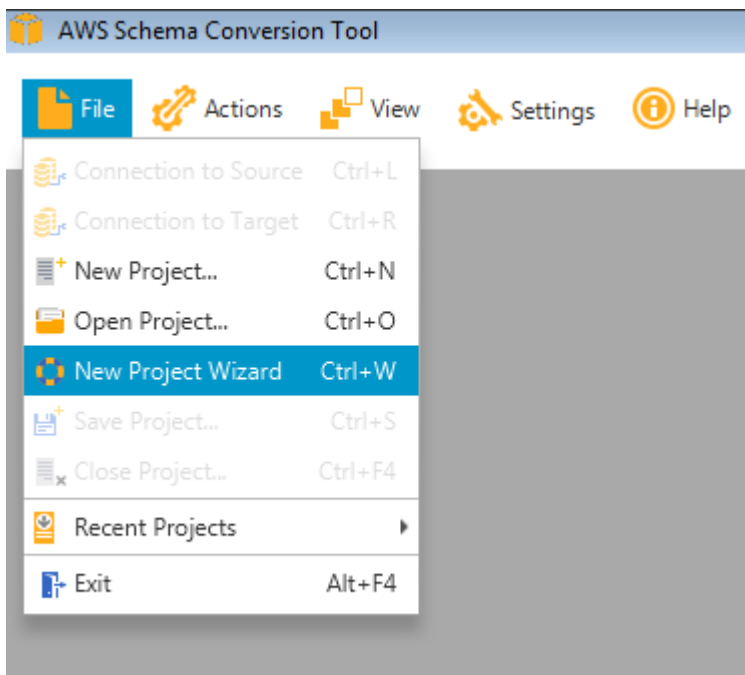 AWS Schema Conversion Tool
File Actions View Settings Help
Connection to Source Ctrl+L
Connection to Target Ctrl+R
New Project... Ctrl+N
Open Project... Ctrl+O
New Project Wizard Ctrl+W
Save Project... Ctrl+S
Close Project... Ctrl+F4
Recent Projects
Exit Alt+F4